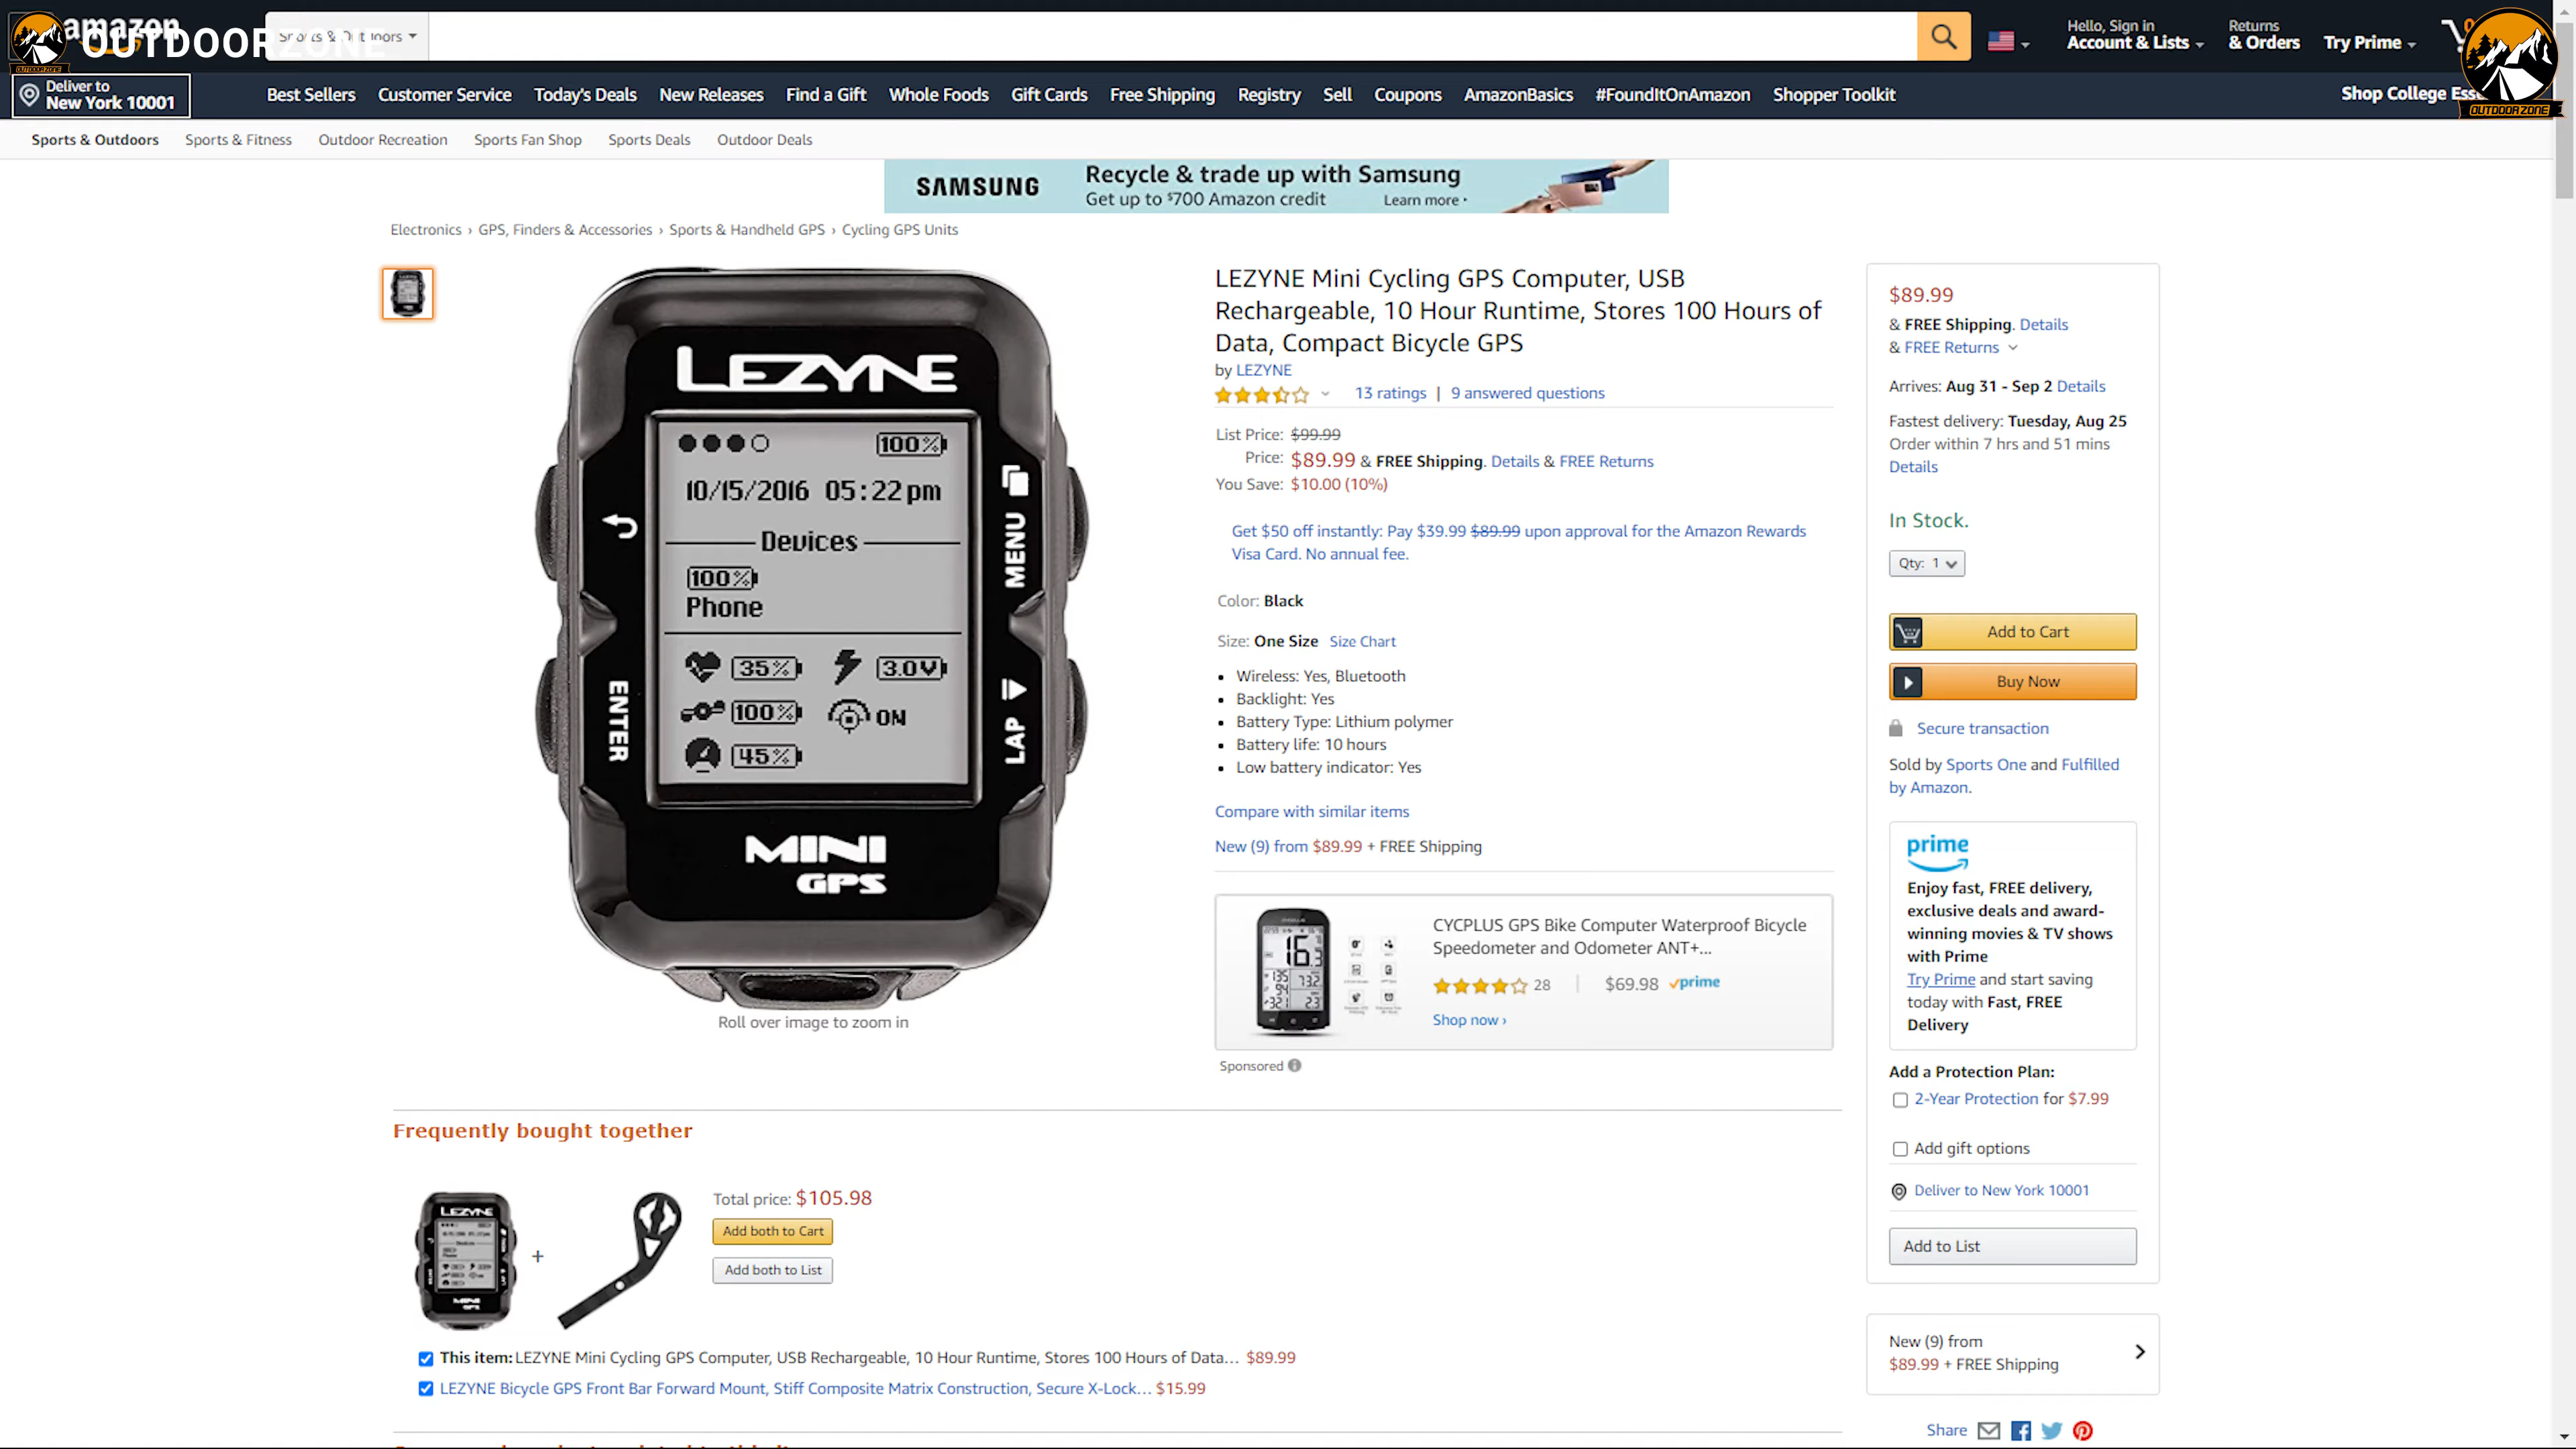 amazon
OUTDOORZONE
Sports & Outdoors
OUTDOORZONE
Hello, Sign in
Account & Lists
Returns
& Orders
Try Prime
OUTDOORZONE
Deliver to
New York 10001
Best Sellers Customer Service Today's Deals New Releases Find a Gift Whole Foods Gift Cards Free Shipping Registry Sell Coupons AmazonBasics #FoundItOnAmazon Shopper Toolkit
Shop College
Sports & Outdoors Sports & Fitness Outdoor Recreation Sports Fan Shop Sports Deals Outdoor Deals
SAMSUNG
Recycle & trade up with Samsung
Get up to $700 Amazon credit Learn more
Electronics › GPS, Finders & Accessories › Sports & Handheld GPS › Cycling GPS Units
LEZYNE
100%
10/15/2016 05:22pm
Devices
100%
Phone
35% 3.0V
100% ON
45%
MENU
LAP
ENTER
MINI
GPS
Roll over image to zoom in
LEZYNE Mini Cycling GPS Computer, USB
Rechargeable, 10 Hour Runtime, Stores 100 Hours of
Data, Compact Bicycle GPS
by LEZYNE
13 ratings | 9 answered questions
List Price: $99.99
Price: $89.99 & FREE Shipping. Details & FREE Returns
You Save: $10.00 (10%)
Get $50 off instantly: Pay $39.99 $89.99 upon approval for the Amazon Rewards
Visa Card. No annual fee.
Color: Black
Size: One Size Size Chart
• Wireless: Yes, Bluetooth
• Backlight: Yes
• Battery Type: Lithium polymer
• Battery life: 10 hours
• Low battery indicator: Yes
Compare with similar items
New (9) from $89.99 + FREE Shipping
CYCPLUS GPS Bike Computer Waterproof Bicycle
Speedometer and Odometer ANT+...
28 | $69.98 prime
Shop now ›
Sponsored
$89.99
& FREE Shipping. Details
& FREE Returns
Arrives: Aug 31 - Sep 2 Details
Fastest delivery: Tuesday, Aug 25
Order within 7 hrs and 51 mins
Details
In Stock.
Qty: 1
Add to Cart
Buy Now
Secure transaction
Sold by Sports One and Fulfilled
by Amazon.
prime
Enjoy fast, FREE delivery,
exclusive deals and award-
winning movies & TV shows
with Prime
Try Prime and start saving
today with Fast, FREE
Delivery
Add a Protection Plan:
2-Year Protection for $7.99
Add gift options
Deliver to New York 10001
Add to List
New (9) from
$89.99 + FREE Shipping
Share
Frequently bought together
LEZYNE
MINI
GPS
+
Total price: $105.98
Add both to Cart
Add both to List
This item: LEZYNE Mini Cycling GPS Computer, USB Rechargeable, 10 Hour Runtime, Stores 100 Hours of Data... $89.99
LEZYNE Bicycle GPS Front Bar Forward Mount, Stiff Composite Matrix Construction, Secure X-Lock... $15.99